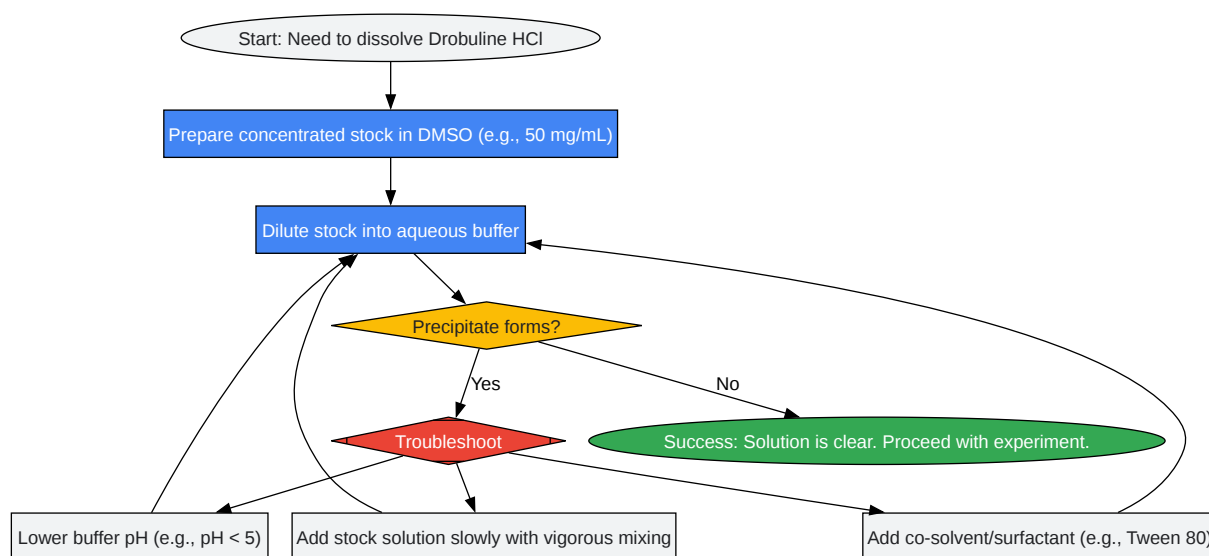 Start: Need to dissolve Drobuline HCl
Prepare concentrated stock in DMSO (e.g., 50 mg/mL)
Dilute stock into aqueous buffer
Precipitate forms?
Yes
No
Troubleshoot
Success: Solution is clear. Proceed with experiment.
Lower buffer pH (e.g., pH < 5)
Add stock solution slowly with vigorous mixing
Add co-solvent/surfactant (e.g., Tween 80)